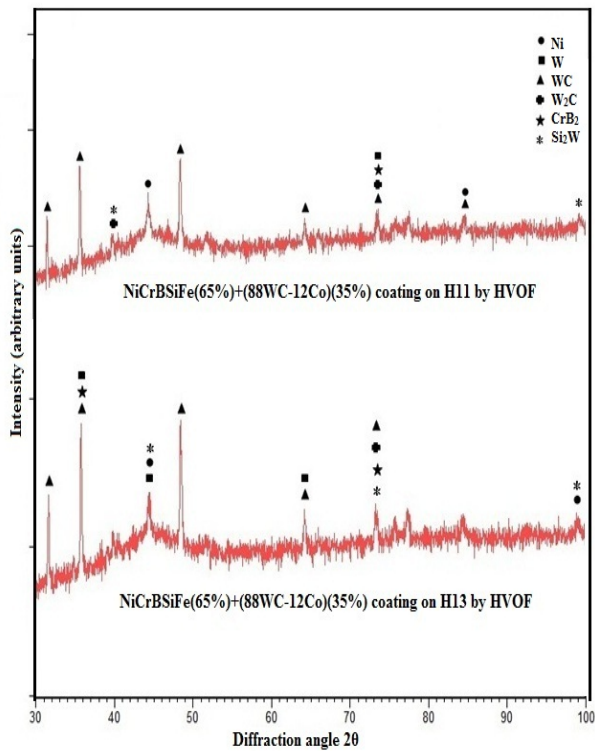 Ni
W
WC
W₂C
CrB₂
Si₂W
NiCrBSiFe(65%)+(88WC-12Co)(35%) coating on H11 by HVOF
Intensity (arbitrary units)
NiCrBSiFe(65%)+(88WC-12Co)(35%) coating on H13 by HVOF
30 40 50 60 70 80 90 100
Diffraction angle 2θ